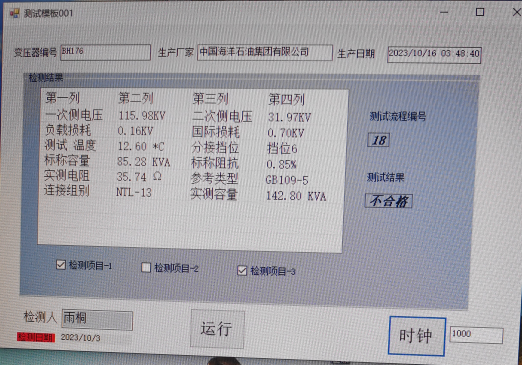 测试模板001
变压器编号 BH176 生产厂家 中国海洋石油集团有限公司 生产日期 2023/10/16 03:48:40
检测结果
第一列 第二列 第三列 第四列
一次侧电压 115.98KV 二次侧电压 31.97KV
负载损耗 0.16KV 国际损耗 0.70KV
测试 温度 12.60 *C 分接挡位 挡位6
标称容量 85.28 KVA 标称阻抗 0.85%
实测电阻 35.74 Ω 参考类型 GB109-5
连接组别 NTL-13 实测容量 142.80 KVA
测试流程编号
18
测试结果
不合格
检测项目-1 检测项目-2 检测项目-3
检测人 雨桐
检测日期 2023/10/3
运行
时钟 1000